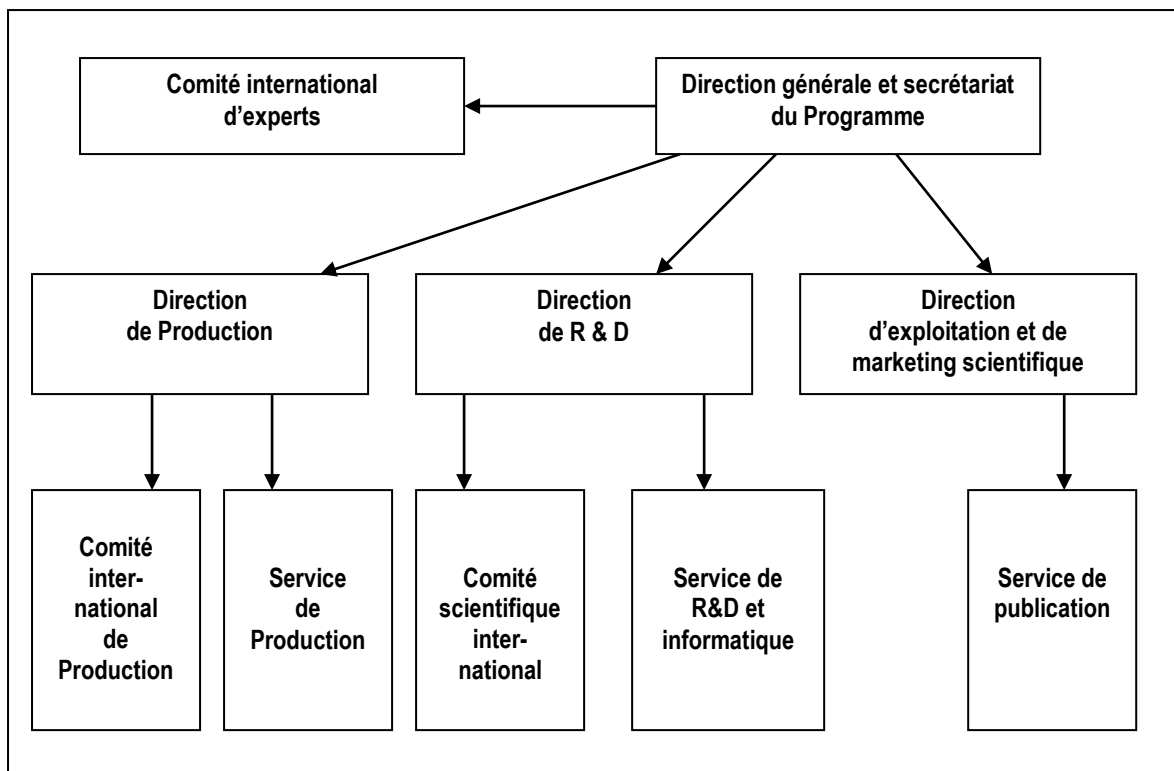 Comité international
d’experts
Direction générale et secrétariat
du Programme
Direction
de Production
Direction
de R & D
Direction
d’exploitation et de
marketing scientifique
Comité
inter-
national
de
Production
Service
de
Production
Comité
scientifique
inter-
national
Service de
R&D et
informatique
Service de
publication